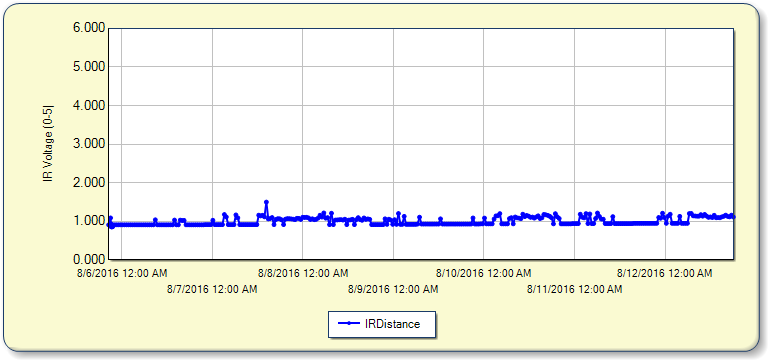 6.000
5.000
4.000
3.000
2.000
1.000
0.000
IR Voltage (0-5|
8/6/2016 12:00 AM
8/7/2016 12:00 AM
8/8/2016 12:00 AM
8/9/2016 12:00 AM
8/10/2016 12:00 AM
8/11/2016 12:00 AM
8/12/2016 12:00 AM
IRDistance